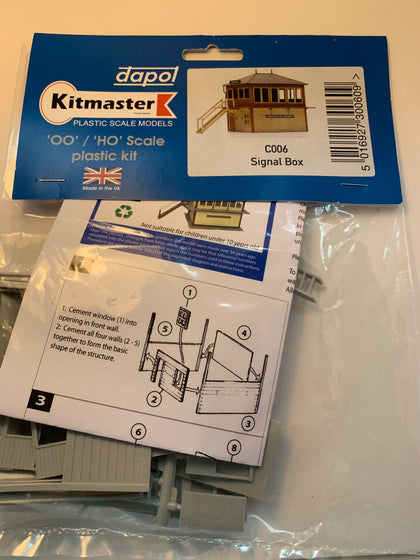 dapol
Kitmaster
PLASTIC SCALE MODELS
'OO' / 'HO' Scale
plastic kit
Made in the UK
C006
Signal Box
5 016927 300609 >
Not suitable for children under 10 years old
1: Cement window (1) into
opening in front wall.
2: Cement all four walls (2 - 5)
together to form the basic
shape of the structure.
1
5
4
2
3
3
6
8